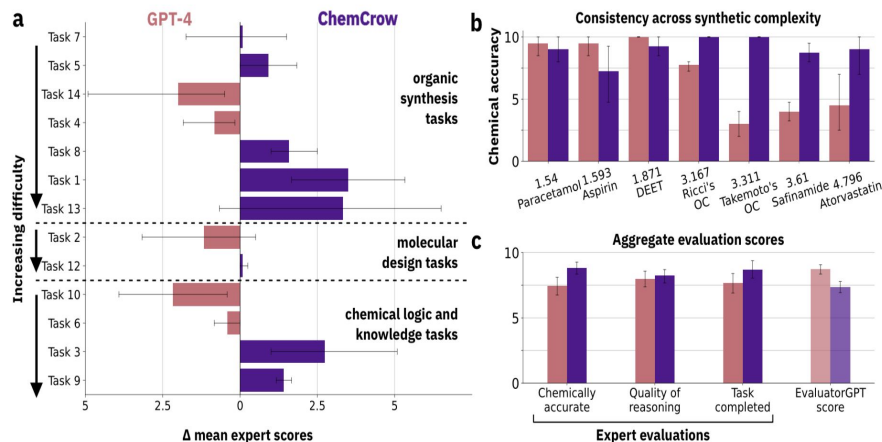 a
GPT-4
ChemCrow
Increasing difficulty
Task 7
Task 5
Task 14
Task 4
Task 8
Task 1
Task 13
Task 2
Task 12
Task 10
Task 6
Task 3
Task 9
organic
synthesis
tasks
molecular
design tasks
chemical logic and
knowledge tasks
5
2.5
0
2.5
5
Δ mean expert scores
b
Consistency across synthetic complexity
Chemical accuracy
10
5
0
1.54
Paracetamol
1.593
Aspirin
1.871
DEET
3.167
Ricci's
OC
3.311
Takemoto's
OC
3.61
Safinamide
4.796
Atorvastatin
c
Aggregate evaluation scores
10
5
0
Chemically
accurate
Quality of
reasoning
Task
completed
EvaluatorGPT
score
Expert evaluations